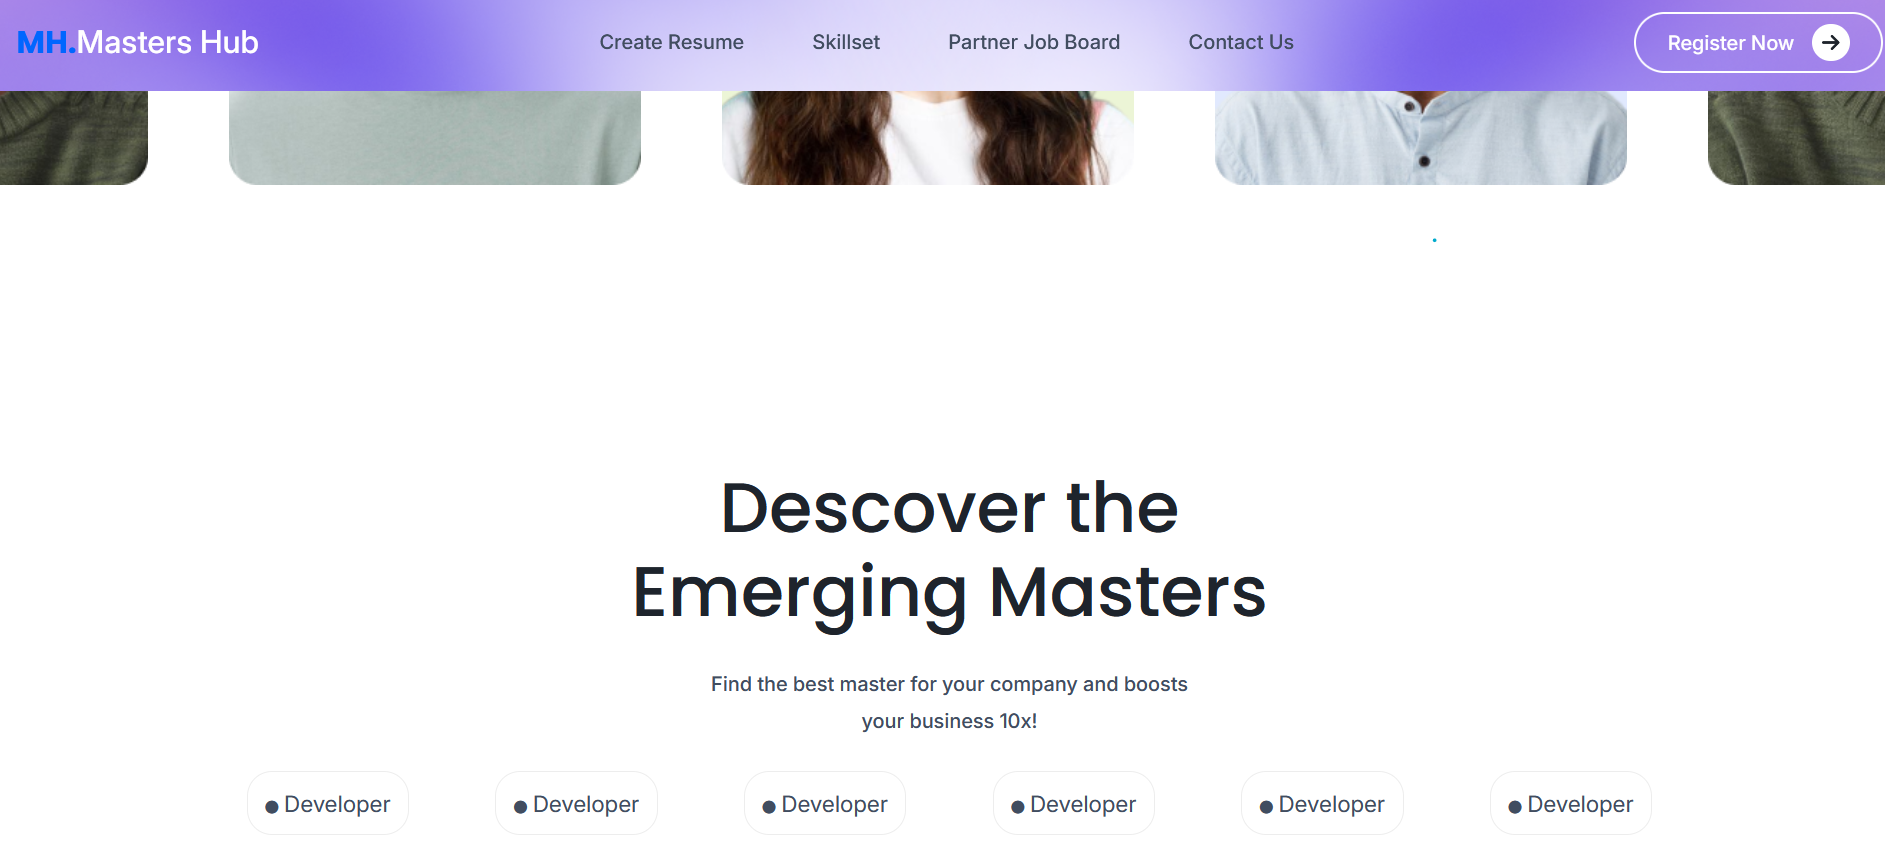 MH.Masters Hub
Create Resume
Skillset
Partner Job Board
Contact Us
Register Now
Descover the
Emerging Masters
Find the best master for your company and boosts
your business 10x!
Developer
Developer
Developer
Developer
Developer
Developer